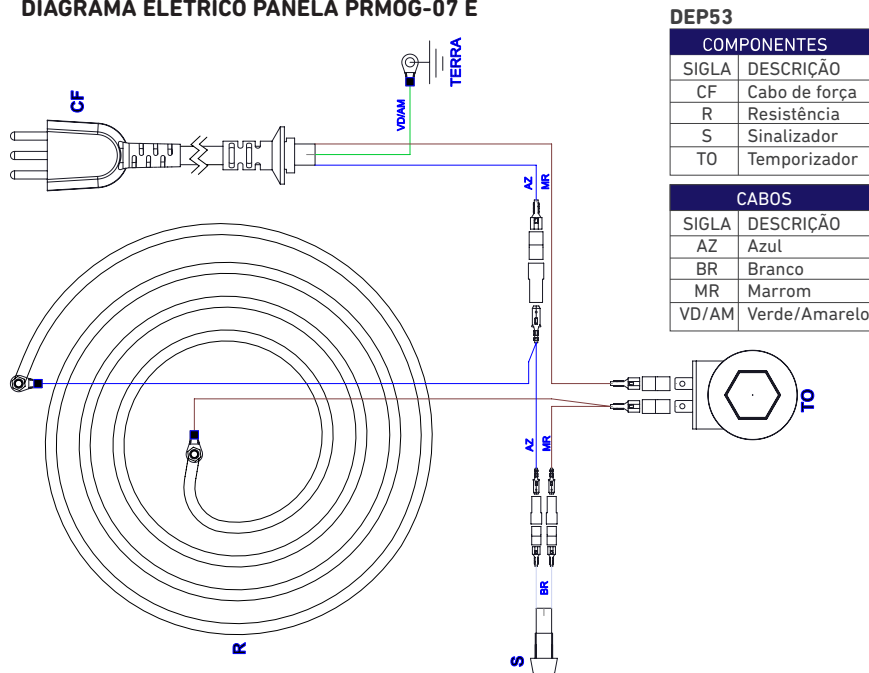 DIAGRAMA ELÉTRICO PANELA PRMOG-07 E
DEP53
COMPONENTES
SIGLA DESCRIÇÃO
CF Cabo de força
R Resistência
S Sinalizador
TO Temporizador
CABOS
SIGLA DESCRIÇÃO
AZ Azul
BR Branco
MR Marrom
VD/AM Verde/Amarelo
CF
VD/AM
TERRA
AZ
MR
TO
AZ
MR
BR
R
S